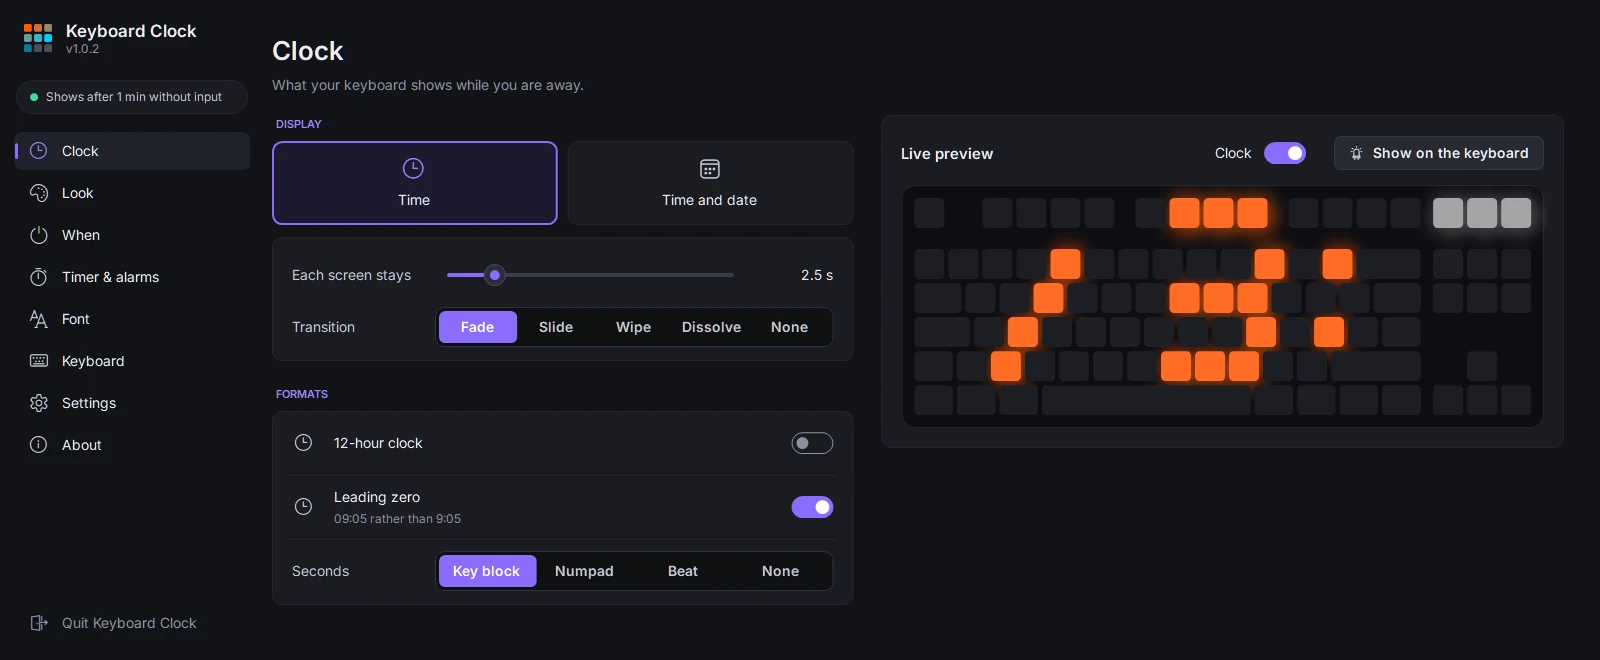 Keyboard Clock
v1.0.2
Shows after 1 min without input
Clock
Look
When
Timer & alarms
Font
Keyboard
Settings
About
Quit Keyboard Clock
Clock
What your keyboard shows while you are away.
DISPLAY
Time
Time and date
Each screen stays
2.5 s
Transition
Fade
Slide
Wipe
Dissolve
None
FORMATS
12-hour clock
Leading zero
09:05 rather than 9:05
Seconds
Key block
Numpad
Beat
None
Live preview
Clock
Show on the keyboard